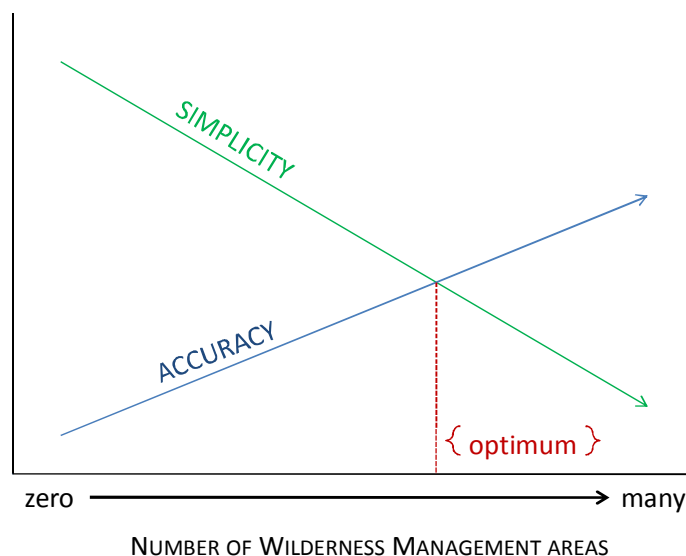 SIMPLICITY
ACCURACY
{ optimum }
zero many
NUMBER OF WILDERNESS MANAGEMENT AREAS